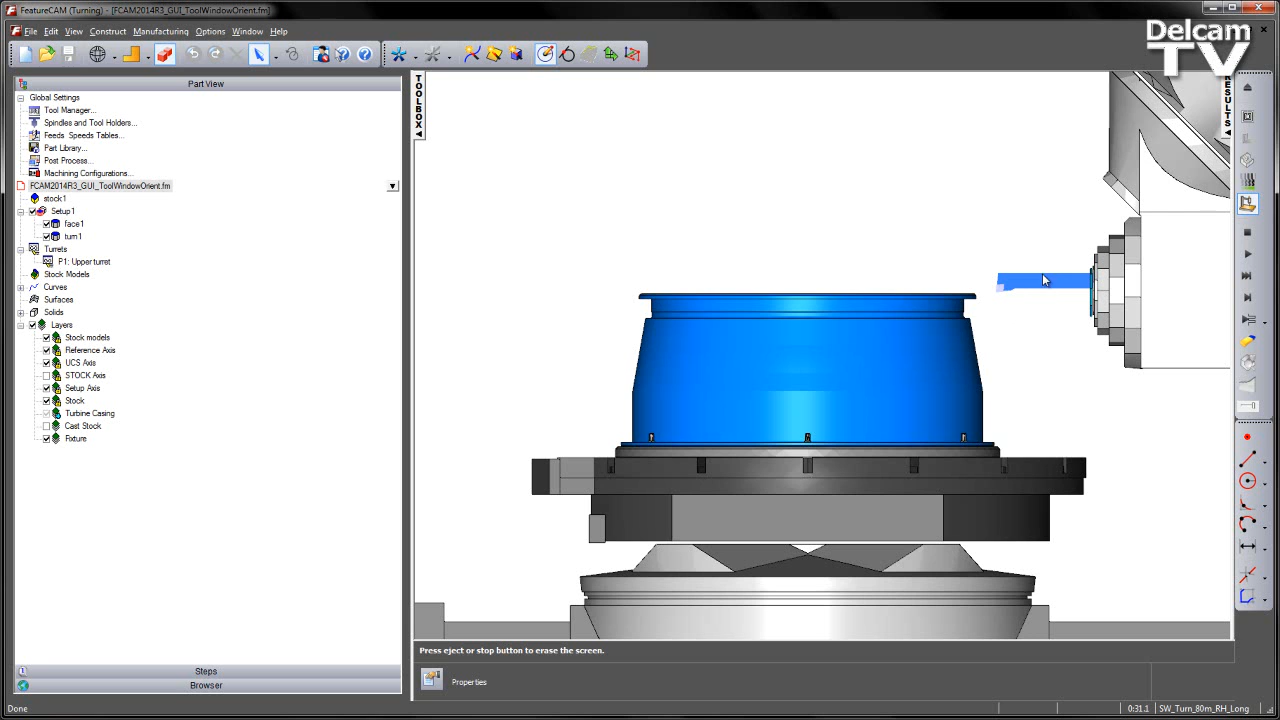 FeatureCAM (Turning) - [FCAM2014R3_GUI_ToolWindowOrient.fm]
File Edit View Construct Manufacturing Options Window Help
Delcam
TV
Part View
Global Settings
Tool Manager...
Spindles and Tool Holders...
Feeds Speeds Tables...
Part Library...
Post Process...
Machining Configurations...
FCAM2014R3_GUI_ToolWindowOrient.fm
stock1
Setup1
face1
turn1
Turrets
P1: Upper turret
Stock Models
Curves
Surfaces
Solids
Layers
Stock models
Reference Axis
UCS Axis
STOCK Axis
Setup Axis
Stock
Turbine Casing
Cast Stock
Fixture
Steps
Browser
TOOLBOX
RESULTS
Press eject or stop button to erase the screen.
Properties
Done
0:31.1
SW_Turn_80m_RH_Long